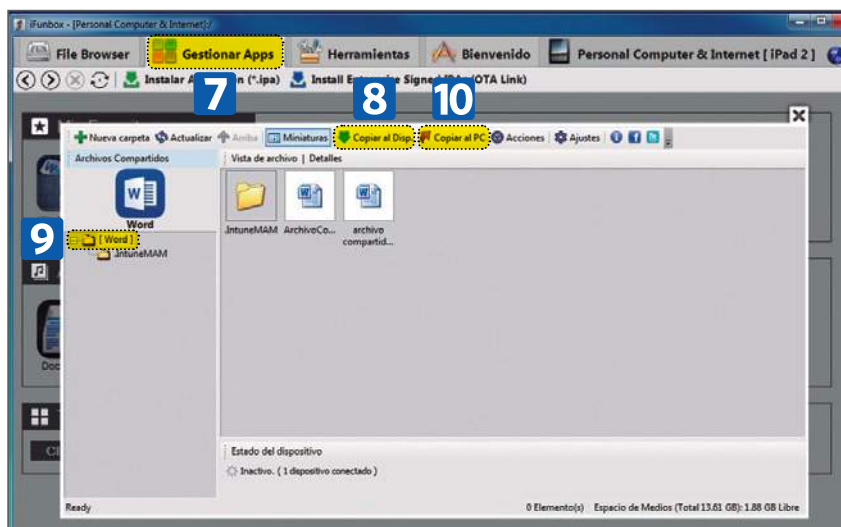 iFunbox - [Personal Computer & Internet]:/
File Browser Gestionar Apps Herramientas Bienvenido Personal Computer & Internet [ iPad 2 ]
Instalar (*.ipa) Install Signed (OTA Link)
7 8 10
Nueva carpeta Actualizar Arriba Miniaturas Copiar al Disp. Copiar al PC Acciones Ajustes
Archivos Compartidos Vista de archivo | Detalles
W
Word
9
[ Word ]
.IntuneMAM
.IntuneMAM ArchivoCo... archivo
compartid...
Doc
Estado del dispositivo
Inactivo. ( 1 dispositivo conectado )
Ready 0 Elemento(s) Espacio de Medios (Total 13.61 GB): 1.88 GB Libre